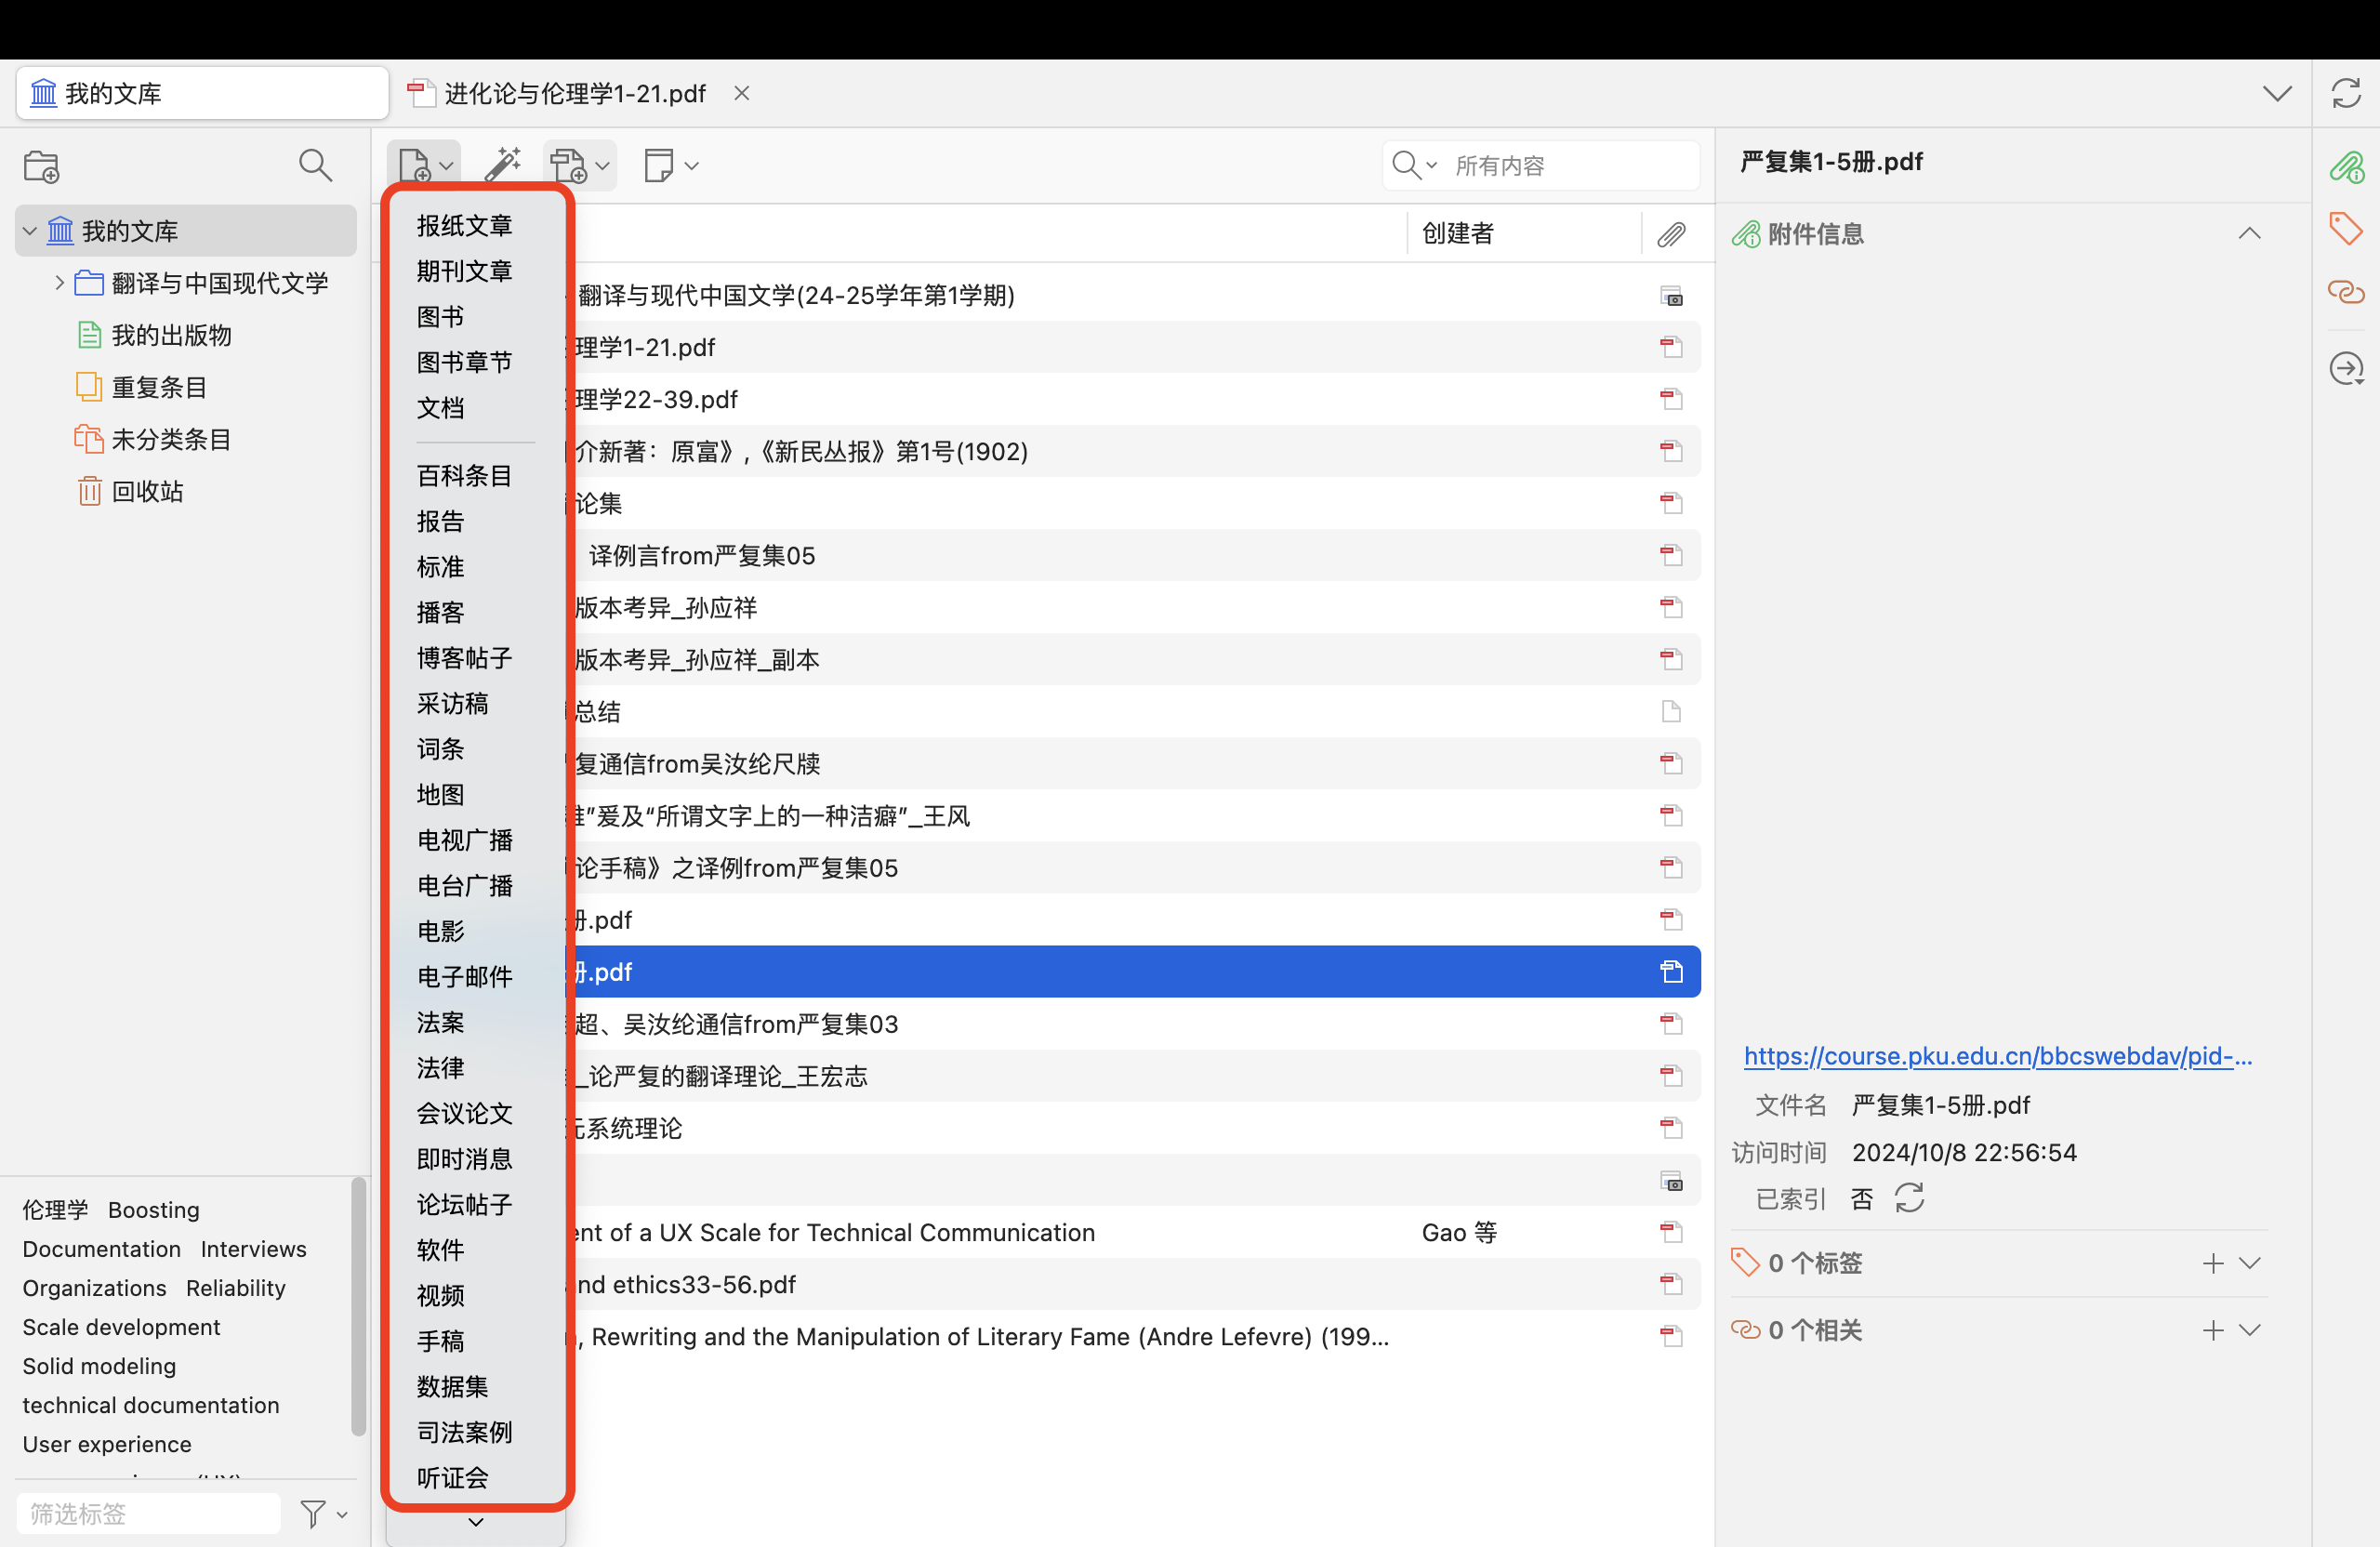 我的文库
进化论与伦理学1-21.pdf
所有内容
我的文库
翻译与中国现代文学
我的出版物
重复条目
未分类条目
回收站
伦理学 Boosting
Documentation Interviews
Organizations Reliability
Scale development
Solid modeling
technical documentation
User experience
筛选标签
报纸文章
期刊文章
图书
图书章节
文档
百科条目
报告
标准
播客
博客帖子
采访稿
词条
地图
电视广播
电台广播
电影
电子邮件
法案
法律
会议论文
即时消息
论坛帖子
软件
视频
手稿
数据集
司法案例
听证会
创建者
翻译与现代中国文学(24-25学年第1学期)
理学1-21.pdf
理学22-39.pdf
介新著：原富》,《新民丛报》第1号(1902)
论集
译例言from严复集05
版本考异_孙应祥
版本考异_孙应祥_副本
总结
复通信from吴汝纶尺牍
”爰及“所谓文字上的一种洁癖”_王风
论手稿》之译例from严复集05
册.pdf
册.pdf
超、吴汝纶通信from严复集03
_论严复的翻译理论_王宏志
元系统理论
ent of a UX Scale for Technical Communication Gao 等
and ethics33-56.pdf
, Rewriting and the Manipulation of Literary Fame (Andre Lefevre) (199...
严复集1-5册.pdf
附件信息
https://course.pku.edu.cn/bbcswebdav/pid-...
文件名 严复集1-5册.pdf
访问时间 2024/10/8 22:56:54
已索引 否
0 个标签
0 个相关